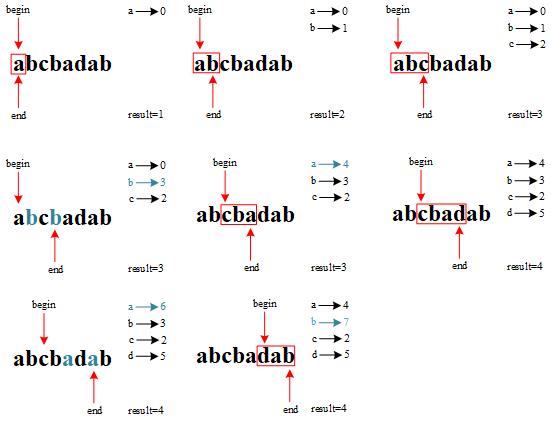 begin
a → 0
abcbadab
end
result=1
begin
a → 0
b → 1
abcbadab
end
result=2
begin
a → 0
b → 1
c → 2
abcbadab
end
result=3
begin
a → 0
b → 3
c → 2
abcbadab
end
result=3
begin
a → 4
b → 3
c → 2
abcbadab
end
result=3
begin
a → 4
b → 3
c → 2
d → 5
abcbadab
end
result=4
begin
a → 6
b → 3
c → 2
d → 5
abcbadab
end
result=4
begin
a → 4
b → 7
c → 2
d → 5
abcbadab
end
result=4